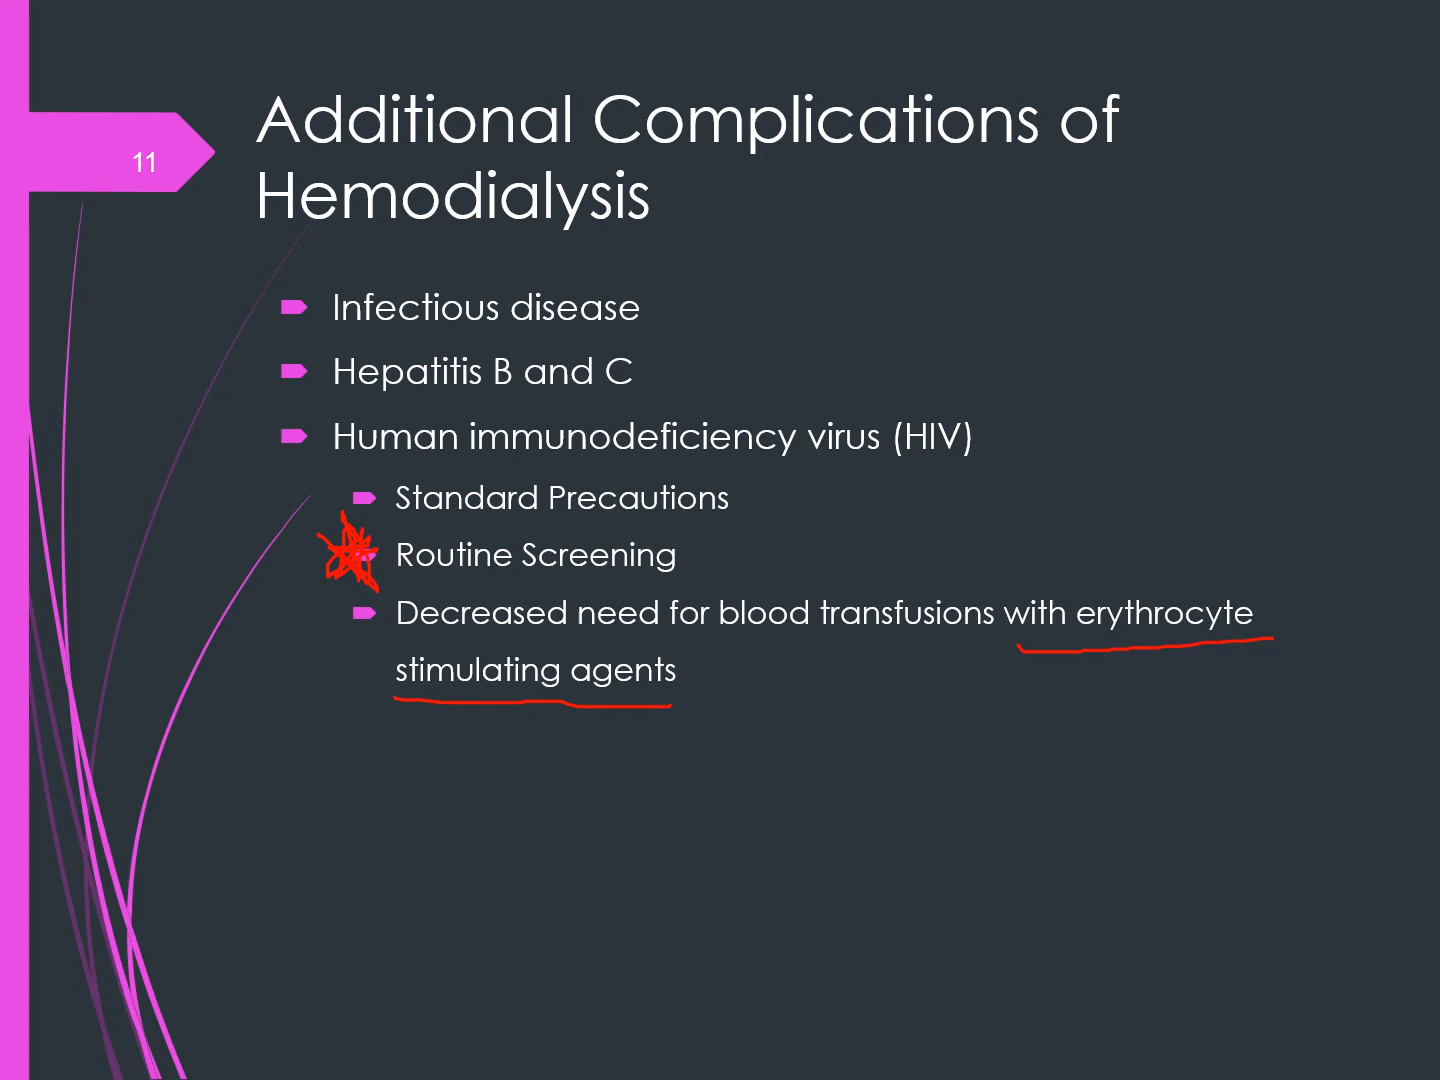 11
Additional Complications of
Hemodialysis
Infectious disease
Hepatitis B and C
Human immunodeficiency virus (HIV)
Standard Precautions
Routine Screening
Decreased need for blood transfusions with erythrocyte
stimulating agents